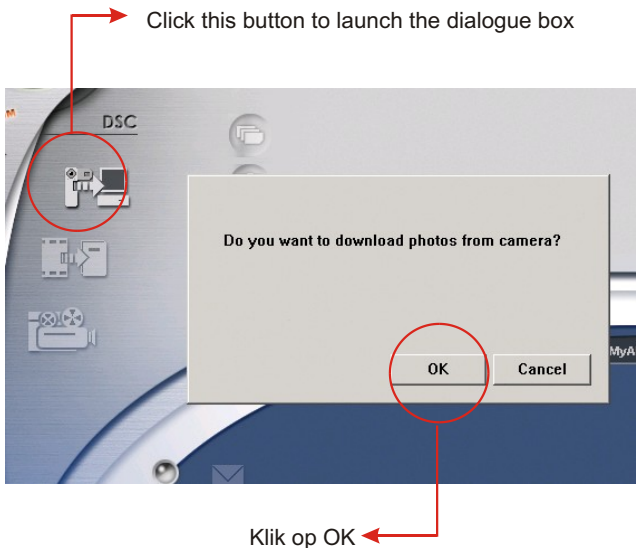 Click this button to launch the dialogue box
DSC
Do you want to download photos from camera?
MyA
OK Cancel
Klik op OK